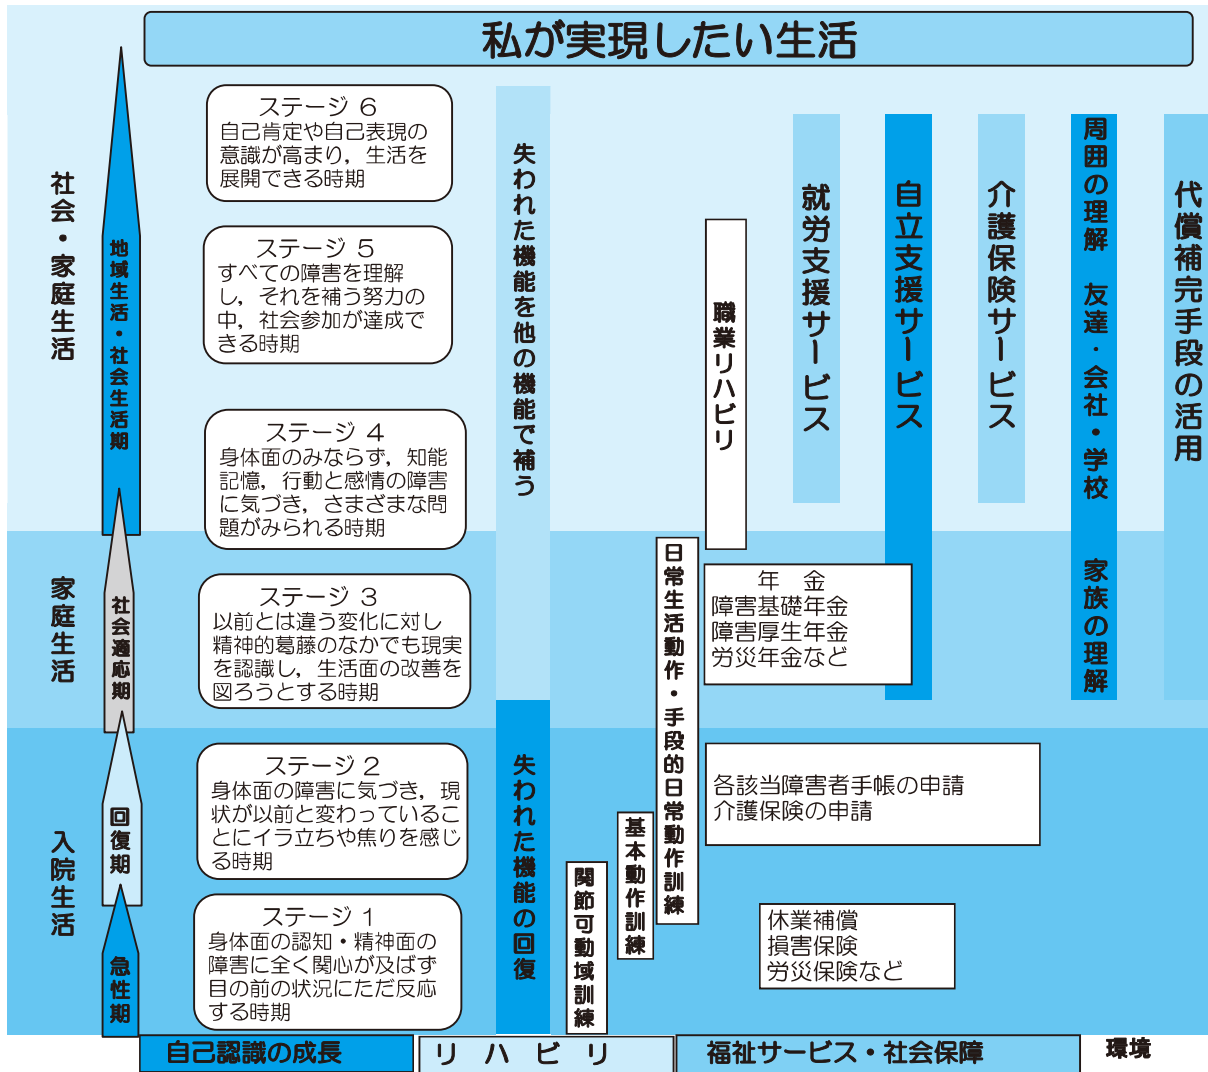 私が実現したい生活
社会・家庭生活
家庭生活
入院生活
地域生活・社会生活期
社会適応期
回復期
急性期
ステージ 6
自己肯定や自己表現の
意識が高まり，生活を
展開できる時期
ステージ 5
すべての障害を理解
し，それを補う努力の
中，社会参加が達成で
きる時期
ステージ 4
身体面のみならず，知能
記憶，行動と感情の障害
に気づき，さまざまな問
題がみられる時期
ステージ 3
以前とは違う変化に対し
精神的葛藤のなかでも現実
を認識し，生活面の改善を
図ろうとする時期
ステージ 2
身体面の障害に気づき，現
状が以前と変わっているこ
とにイラ立ちや焦りを感じ
る時期
ステージ 1
身体面の認知・精神面の
障害に全く関心が及ばず
目の前の状況にただ反応
する時期
失われた機能を他の機能で補う
失われた機能の回復
関節可動域訓練
基本動作訓練
日常生活動作・手段的日常動作訓練
職業リハビリ
就労支援サービス
自立支援サービス
介護保険サービス
周囲の理解 友達・会社・学校 家族の理解
代償補完手段の活用
年 金
障害基礎年金
障害厚生年金
労災年金など
各該当障害者手帳の申請
介護保険の申請
休業補償
損害保険
労災保険など
自己認識の成長
リ ハ ビ リ
福祉サービス・社会保障
環境